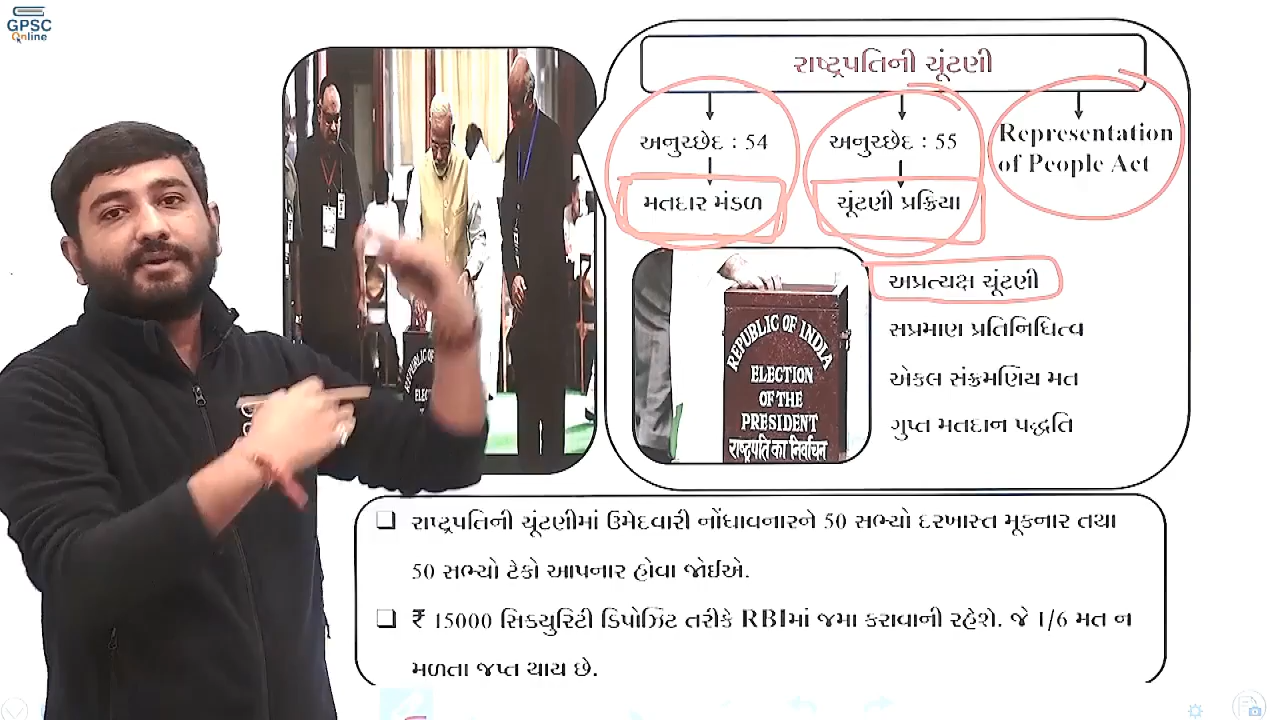 GPSC
Online
રાષ્ટ્રપતિની ચૂંટણી
અનુચ્છેદ : 54
મતદાર મંડળ
અનુચ્છેદ : 55
ચૂંટણી પ્રક્રિયા
Representation
of People Act
અપ્રત્યક્ષ ચૂંટણી
સપ્રમાણ પ્રતિનિધિત્વ
એકલ સંક્રમણિય મત
ગુપ્ત મતદાન પદ્ધતિ
REPUBLIC OF INDIA
ELECTION
OF THE
PRESIDENT
राष्ट्रपति का निर्वाचन
❑ રાષ્ટ્રપતિની ચૂંટણીમાં ઉમેદવારી નોંધાવનારને 50 સભ્યો દરખાસ્ત મૂકનાર તથા
50 સભ્યો ટેકો આપનાર હોવા જોઈએ.
❑ ₹ 15000 સિક્યુરિટી ડિપોઝિટ તરીકે RBIમાં જમા કરાવાની રહેશે. જે 1/6 મત ન
મળતા જપ્ત થાય છે.